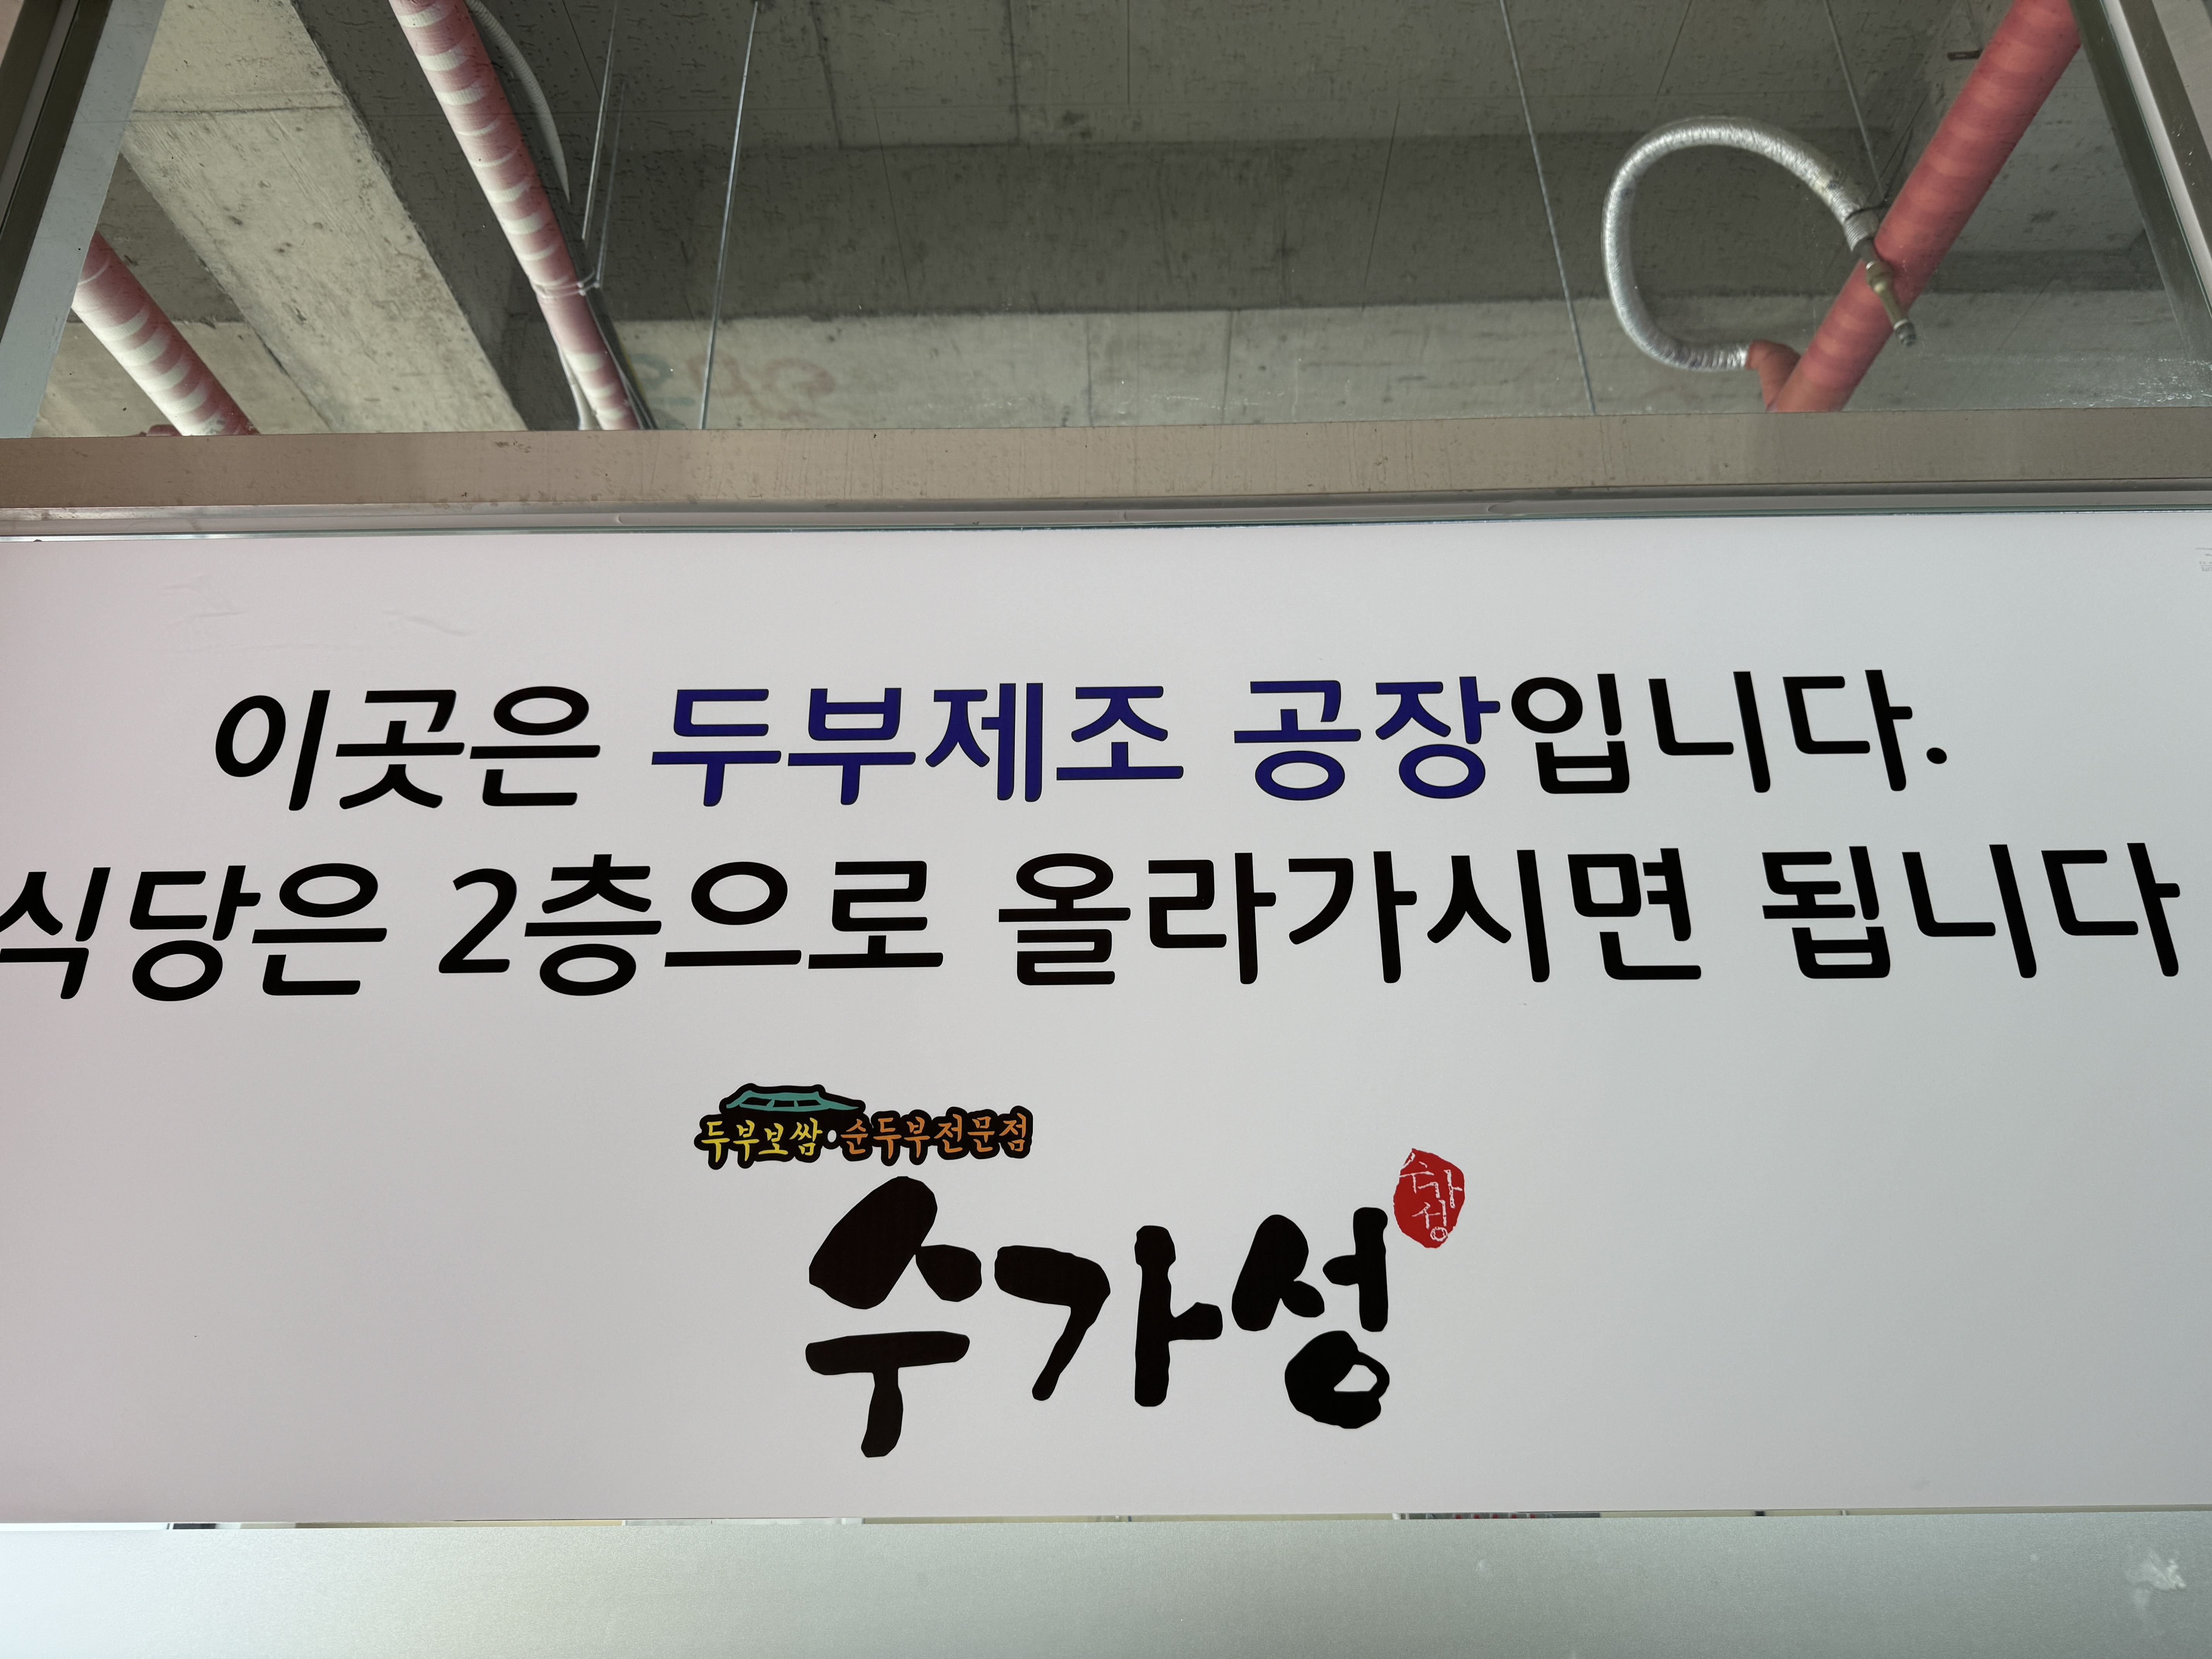 이곳은 두부제조 공장입니다.
식당은 2층으로 올라가시면 됩니다
두부보쌈·순두부전문점
수가성
수가
성